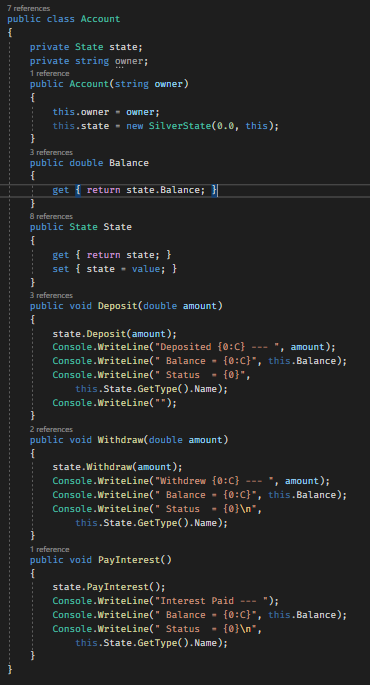 7 references
public class Account
{
private State state;
private string owner;
1 reference
public Account(string owner)
{
this.owner = owner;
this.state = new SilverState(0.0, this);
}
3 references
public double Balance
{
get { return state.Balance; }
}
8 references
public State State
{
get { return state; }
set { state = value; }
}
3 references
public void Deposit(double amount)
{
state.Deposit(amount);
Console.WriteLine("Deposited {0:C} --- ", amount);
Console.WriteLine(" Balance = {0:C}", this.Balance);
Console.WriteLine(" Status  = {0}",
this.State.GetType().Name);
Console.WriteLine("");
}
2 references
public void Withdraw(double amount)
{
state.Withdraw(amount);
Console.WriteLine("Withdrew {0:C} --- ", amount);
Console.WriteLine(" Balance = {0:C}", this.Balance);
Console.WriteLine(" Status  = {0}\n",
this.State.GetType().Name);
}
1 reference
public void PayInterest()
{
state.PayInterest();
Console.WriteLine("Interest Paid --- ");
Console.WriteLine(" Balance = {0:C}", this.Balance);
Console.WriteLine(" Status  = {0}\n",
this.State.GetType().Name);
}
}